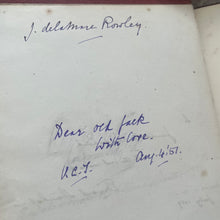 J. delaMare Rowley.
Dear old Jack
with love.
V.C.T. Aug. 4. '51.